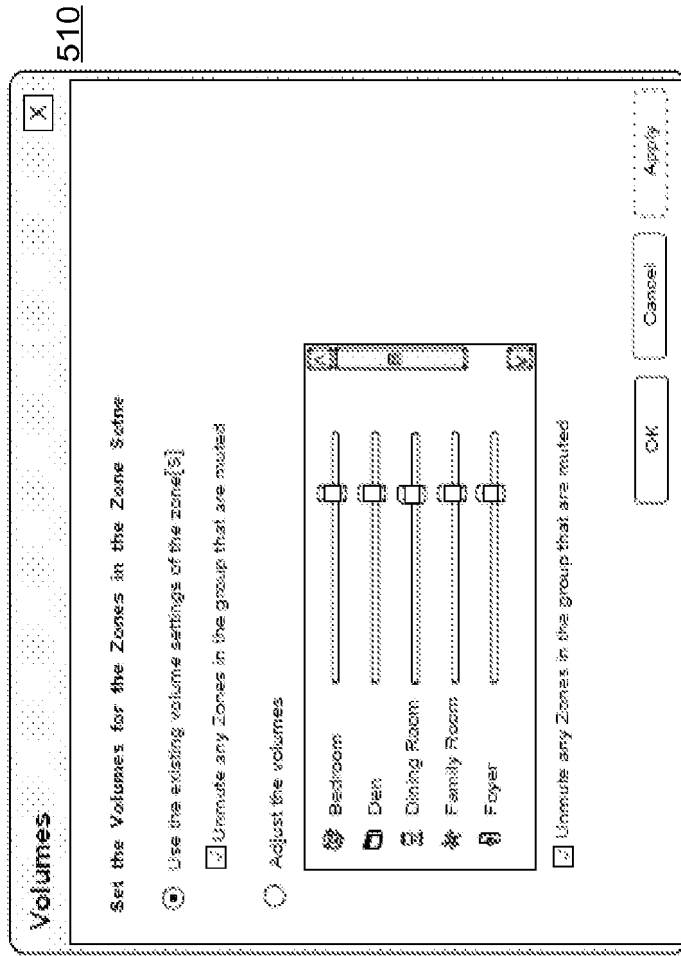 510
Volumes X
Set the Volumes for the Zones in the Zone Scene
Use the existing volume settings of the zone[S]
Unmute any Zones in the group that are muted
Adjust the volumes
Bedroom
Den
Dining Room
Family Room
Foyer
Unmute any Zones in the group that are muted
OK Cancel Apply